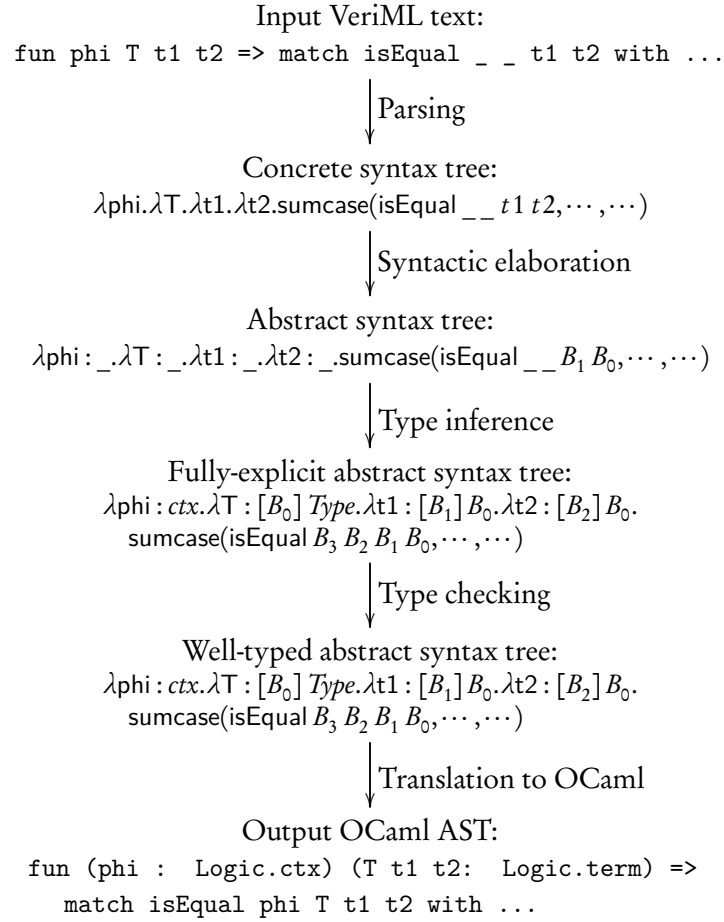 Input VeriML text:
fun phi T t1 t2 => match isEqual _ _ t1 t2 with ...
Parsing
Concrete syntax tree:
λphi.λT.λt1.λt2.sumcase(isEqual _ _ t1 t2,⋯,⋯)
Syntactic elaboration
Abstract syntax tree:
λphi : _.λT : _.λt1 : _.λt2 : _.sumcase(isEqual _ _ B₁ B₀,⋯,⋯)
Type inference
Fully-explicit abstract syntax tree:
λphi : ctx.λT : [B₀] Type.λt1 : [B₁] B₀.λt2 : [B₂] B₀.
sumcase(isEqual B₃ B₂ B₁ B₀,⋯,⋯)
Type checking
Well-typed abstract syntax tree:
λphi : ctx.λT : [B₀] Type.λt1 : [B₁] B₀.λt2 : [B₂] B₀.
sumcase(isEqual B₃ B₂ B₁ B₀,⋯,⋯)
Translation to OCaml
Output OCaml AST:
fun (phi : Logic.ctx) (T t1 t2: Logic.term) =>
match isEqual phi T t1 t2 with ...